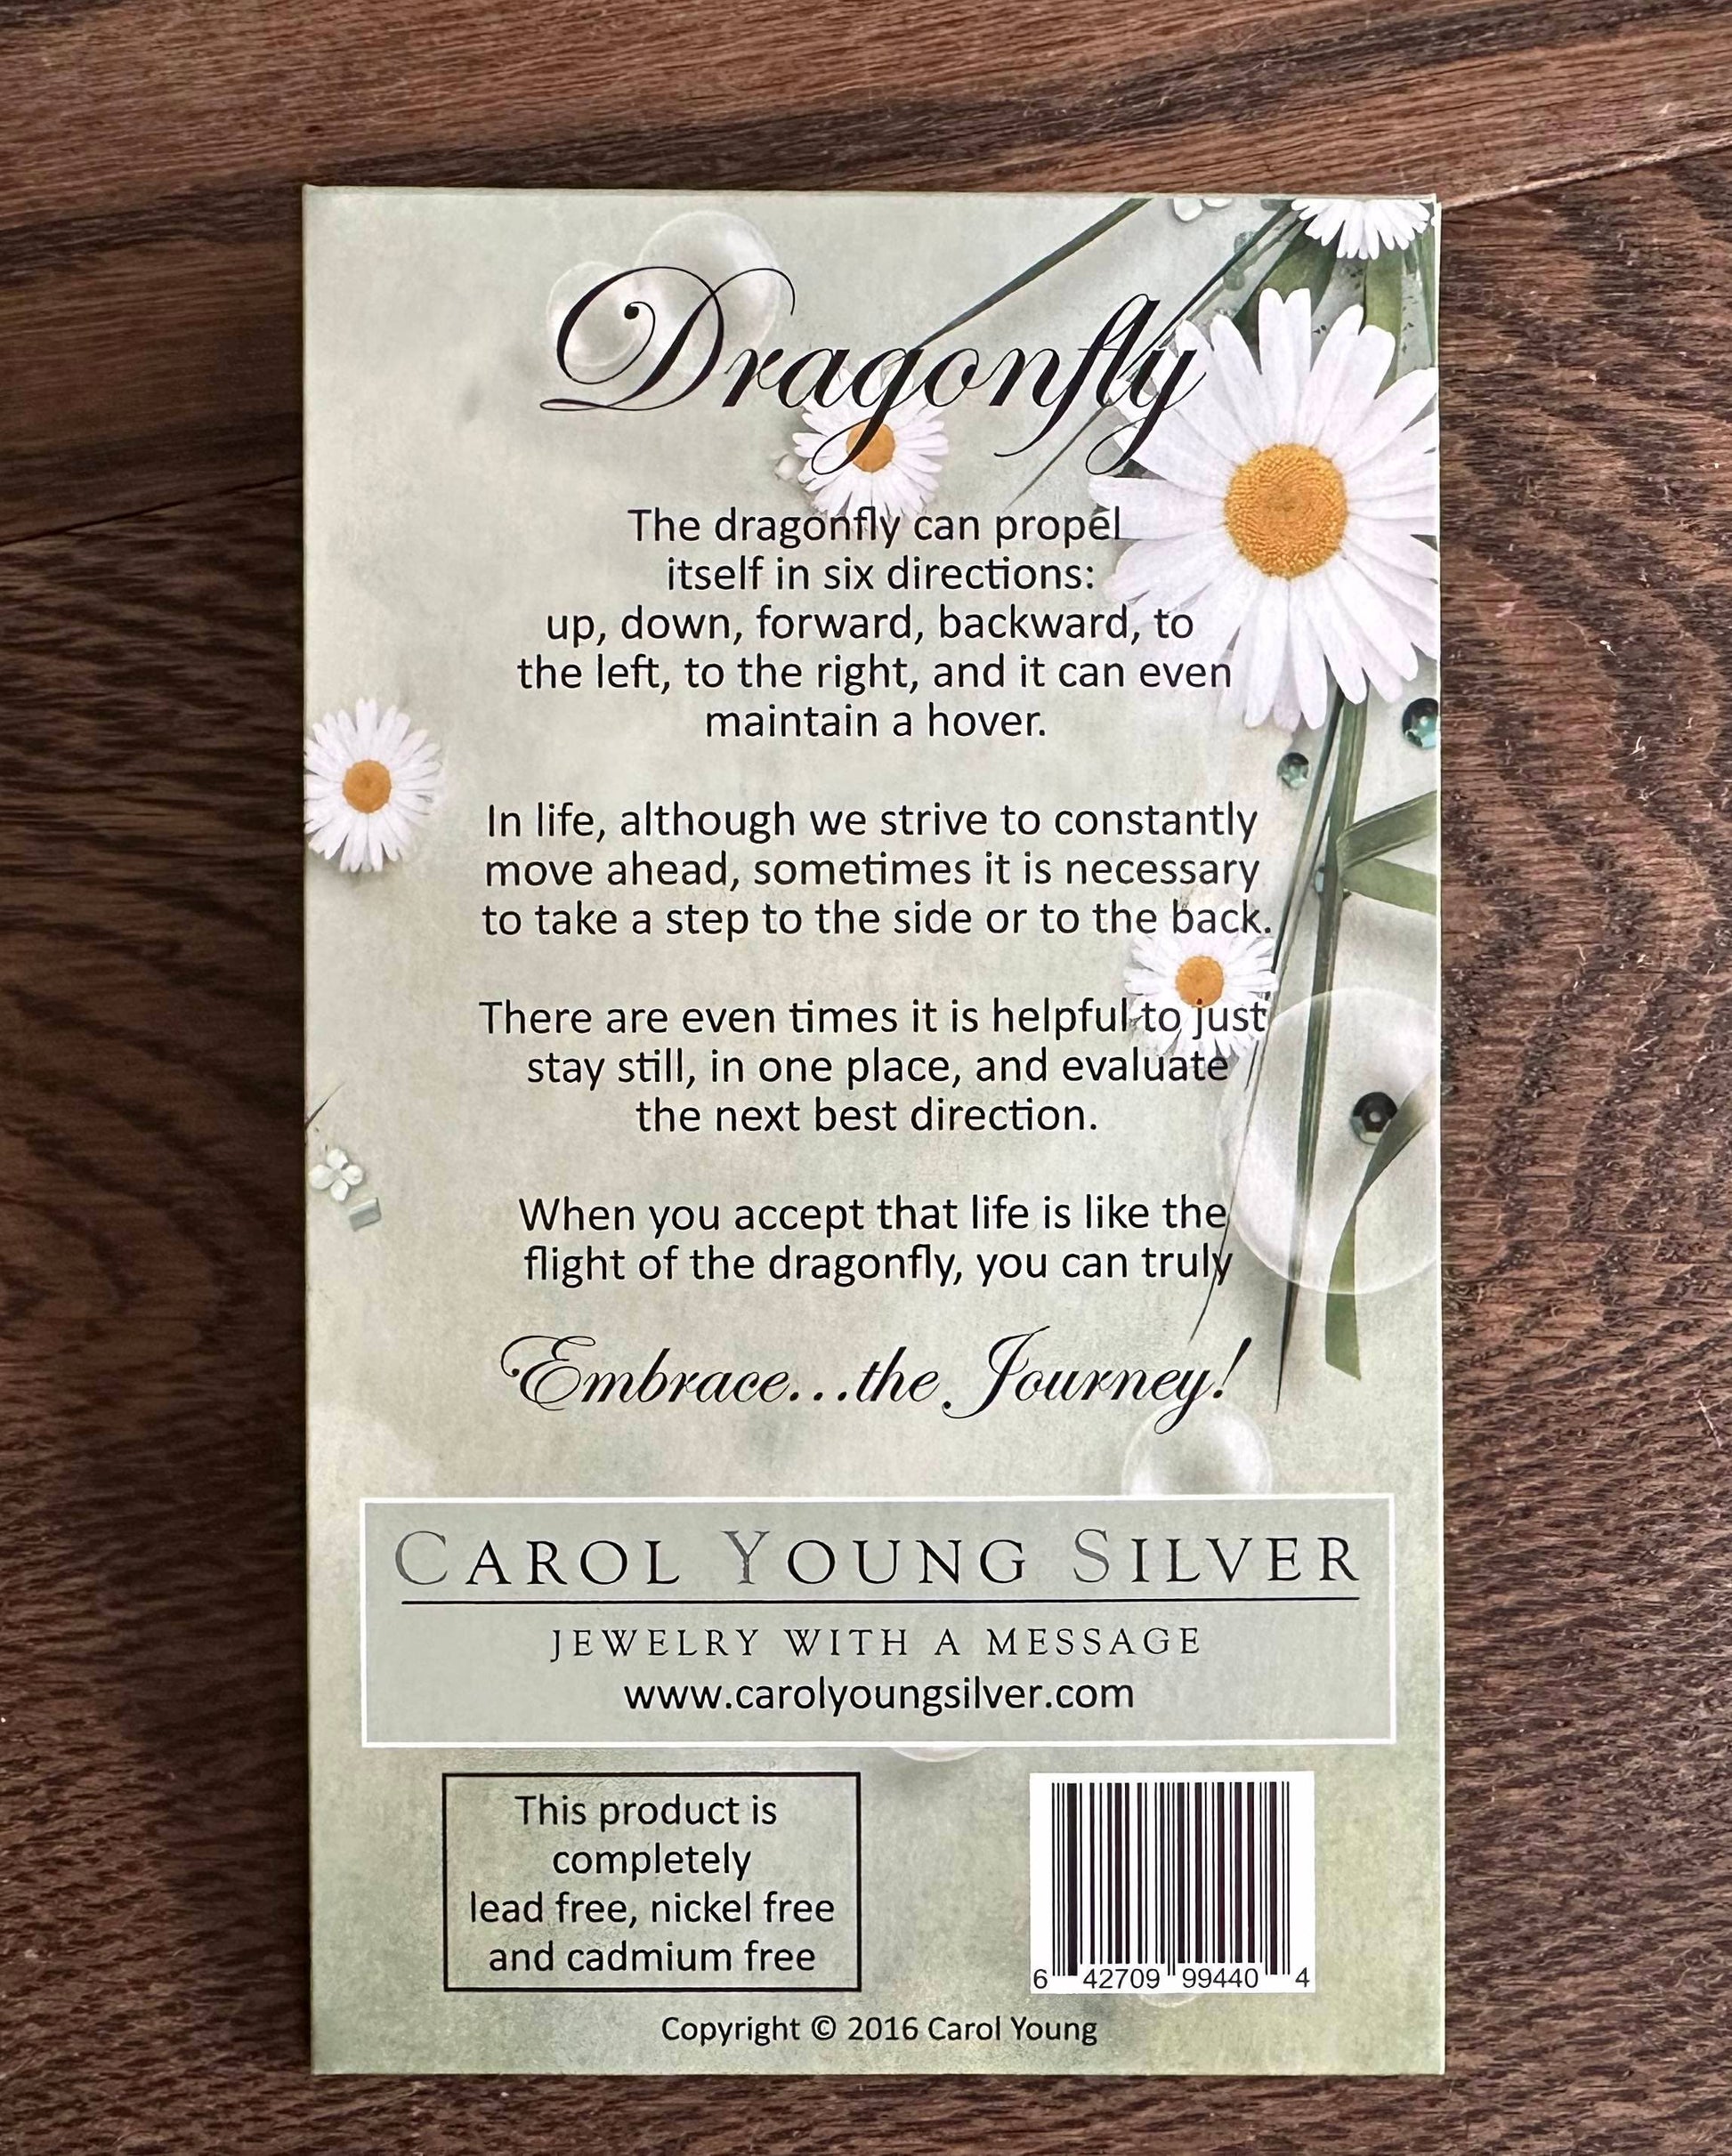 Dragonfly
The dragonfly can propel
itself in six directions:
up, down, forward, backward, to
the left, to the right, and it can even
maintain a hover.
In life, although we strive to constantly
move ahead, sometimes it is necessary
to take a step to the side or to the back.
There are even times it is helpful to just
stay still, in one place, and evaluate
the next best direction.
When you accept that life is like the
flight of the dragonfly, you can truly
Embrace...the Journey!
CAROL YOUNG SILVER
JEWELRY WITH A MESSAGE
www.carolyoungsilver.com
This product is
completely
lead free, nickel free
and cadmium free
6 42709 99440 4
Copyright © 2016 Carol Young